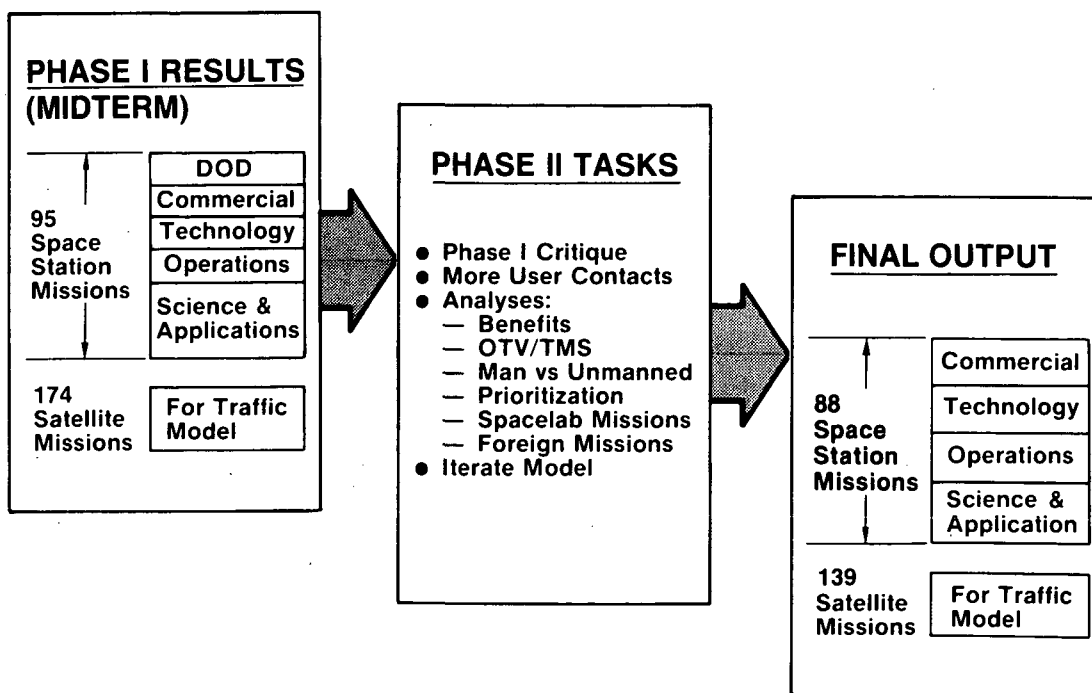 PHASE I RESULTS
(MIDTERM)
95
Space
Station
Missions
DOD
Commercial
Technology
Operations
Science &
Applications
174
Satellite
Missions
For Traffic
Model
PHASE II TASKS
● Phase I Critique
● More User Contacts
● Analyses:
— Benefits
— OTV/TMS
— Man vs Unmanned
— Prioritization
— Spacelab Missions
— Foreign Missions
● Iterate Model
FINAL OUTPUT
88
Space
Station
Missions
Commercial
Technology
Operations
Science &
Application
139
Satellite
Missions
For Traffic
Model